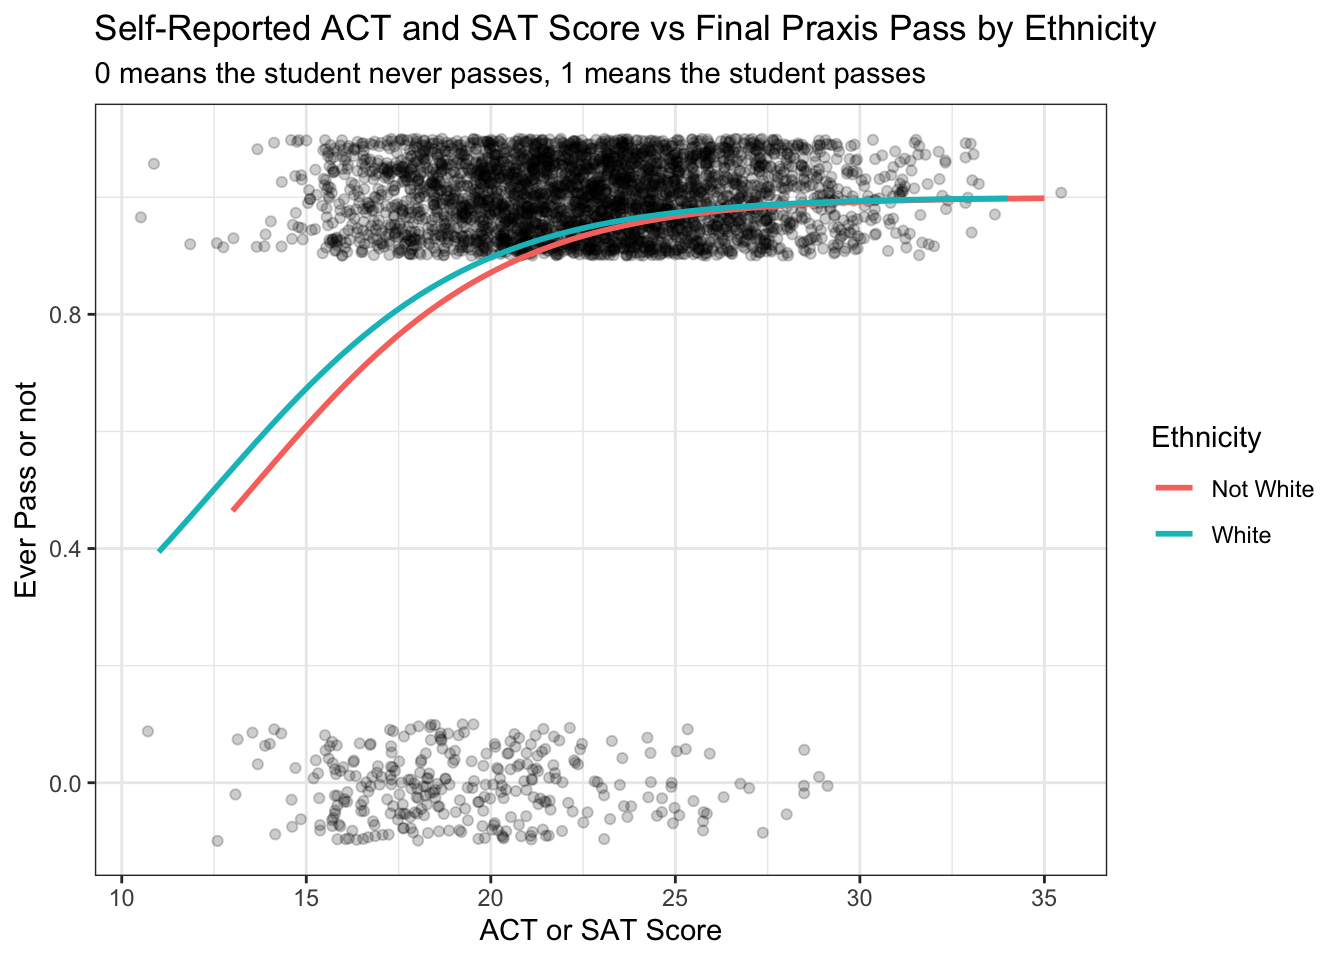 Self-Reported ACT and SAT Score vs Final Praxis Pass by Ethnicity
0 means the student never passes, 1 means the student passes
Ever Pass or not
0.8
0.4
0.0
10 15 20 25 30 35
ACT or SAT Score
Ethnicity
Not White
White